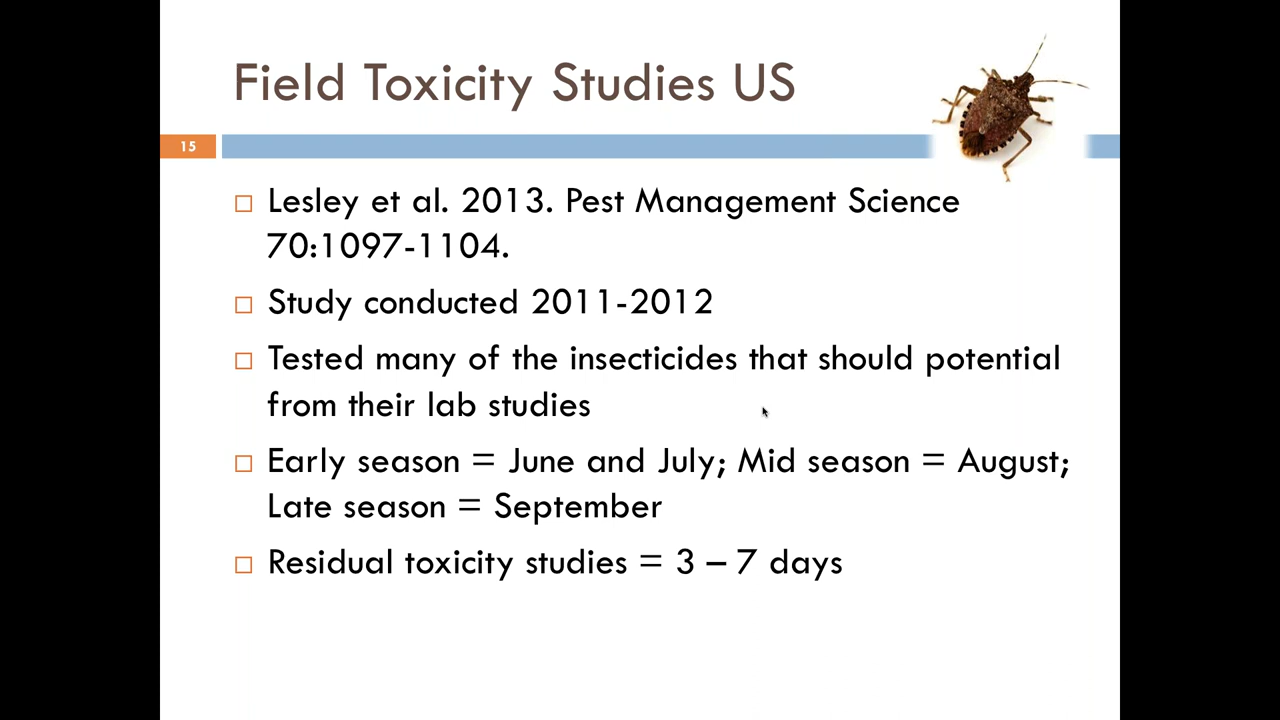 Field Toxicity Studies US
15
Lesley et al. 2013. Pest Management Science
70:1097-1104.
Study conducted 2011-2012
Tested many of the insecticides that should potential
from their lab studies
Early season = June and July; Mid season = August;
Late season = September
Residual toxicity studies = 3 – 7 days